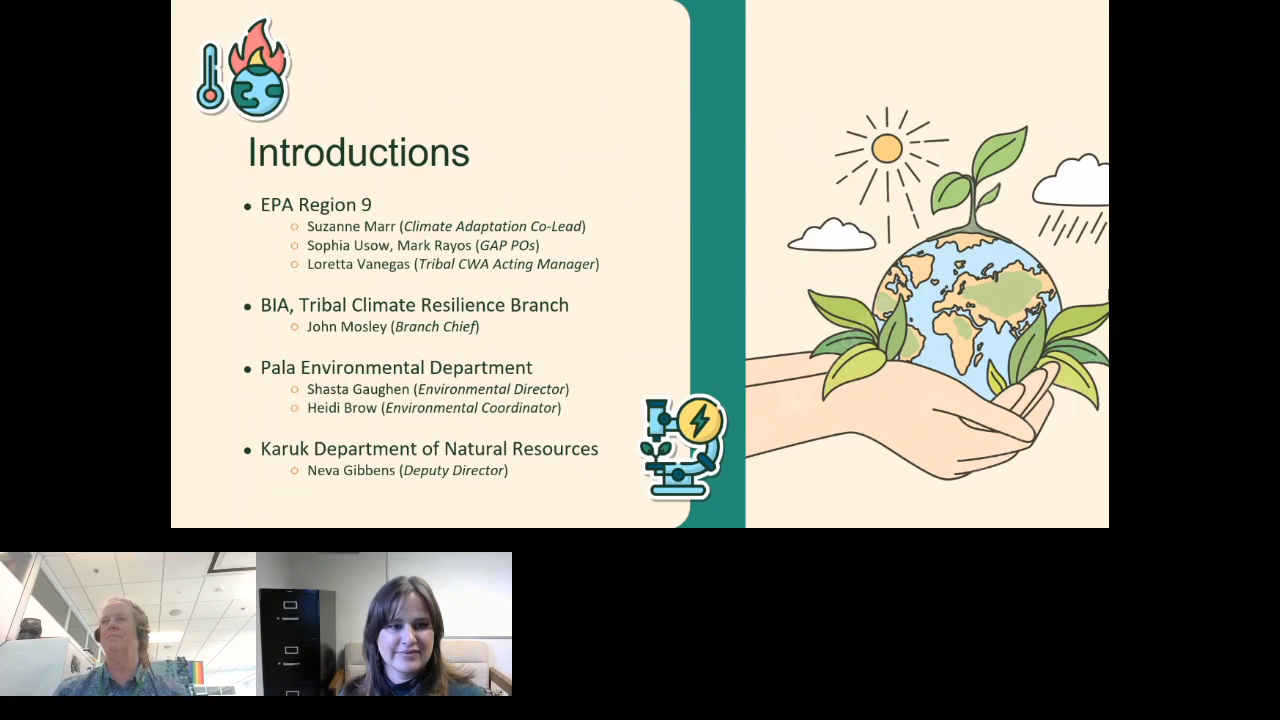 Introductions
• EPA Region 9
○ Suzanne Marr (Climate Adaptation Co-Lead)
○ Sophia Usow, Mark Rayos (GAP POs)
○ Loretta Vanegas (Tribal CWA Acting Manager)
• BIA, Tribal Climate Resilience Branch
○ John Mosley (Branch Chief)
• Pala Environmental Department
○ Shasta Gaughen (Environmental Director)
○ Heidi Brow (Environmental Coordinator)
• Karuk Department of Natural Resources
○ Neva Gibbens (Deputy Director)